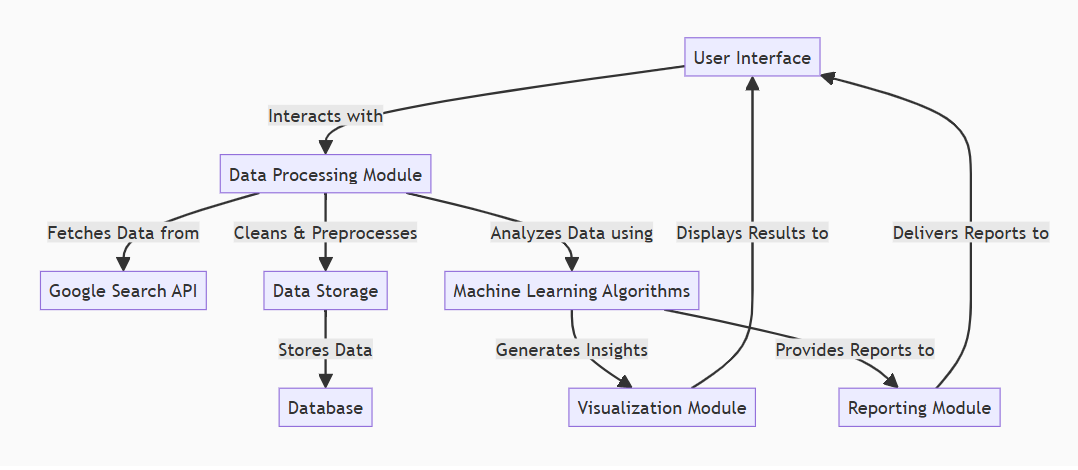 User Interface
Interacts with
Data Processing Module
Fetches Data from
Cleans & Preprocesses
Analyzes Data using
Displays Results to
Delivers Reports to
Google Search API
Data Storage
Machine Learning Algorithms
Stores Data
Generates Insights
Provides Reports to
Database
Visualization Module
Reporting Module